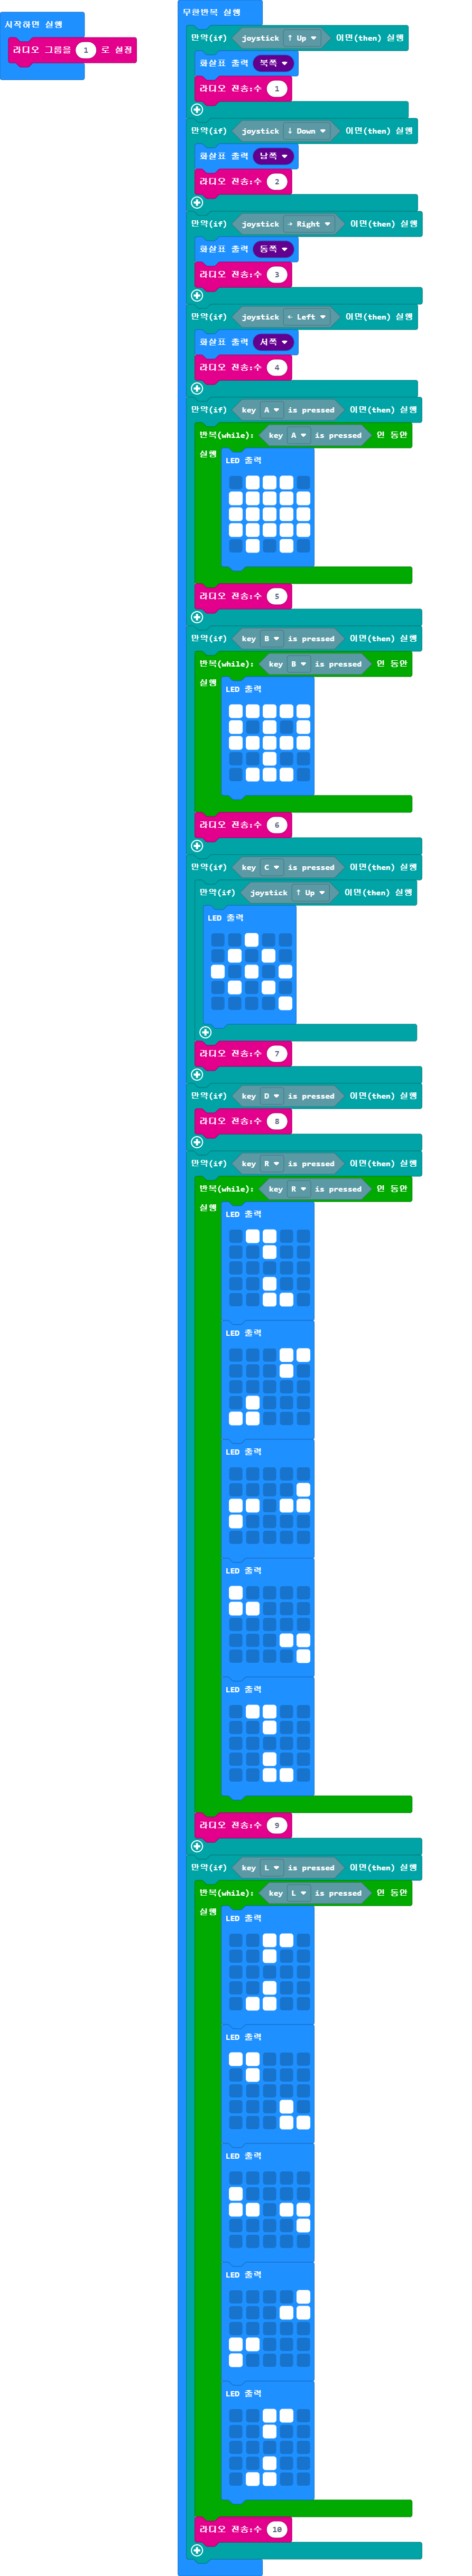 시작하면 실행
라디오 그룹을 1 로 설정
무한반복 실행
만약(if) joystick ↑ Up 이면(then) 실행
화살표 출력 북쪽
라디오 전송:수 1
만약(if) joystick ↓ Down 이면(then) 실행
화살표 출력 남쪽
라디오 전송:수 2
만약(if) joystick → Right 이면(then) 실행
화살표 출력 동쪽
라디오 전송:수 3
만약(if) joystick ← Left 이면(then) 실행
화살표 출력 서쪽
라디오 전송:수 4
만약(if) key A is pressed 이면(then) 실행
반복(while): key A is pressed 인 동안
실행 LED 출력
라디오 전송:수 5
만약(if) key B is pressed 이면(then) 실행
반복(while): key B is pressed 인 동안
실행 LED 출력
라디오 전송:수 6
만약(if) key C is pressed 이면(then) 실행
만약(if) joystick ↑ Up 이면(then) 실행
LED 출력
라디오 전송:수 7
만약(if) key D is pressed 이면(then) 실행
라디오 전송:수 8
만약(if) key R is pressed 이면(then) 실행
반복(while): key R is pressed 인 동안
실행 LED 출력
LED 출력
LED 출력
LED 출력
LED 출력
라디오 전송:수 9
만약(if) key L is pressed 이면(then) 실행
반복(while): key L is pressed 인 동안
실행 LED 출력
LED 출력
LED 출력
LED 출력
LED 출력
라디오 전송:수 10